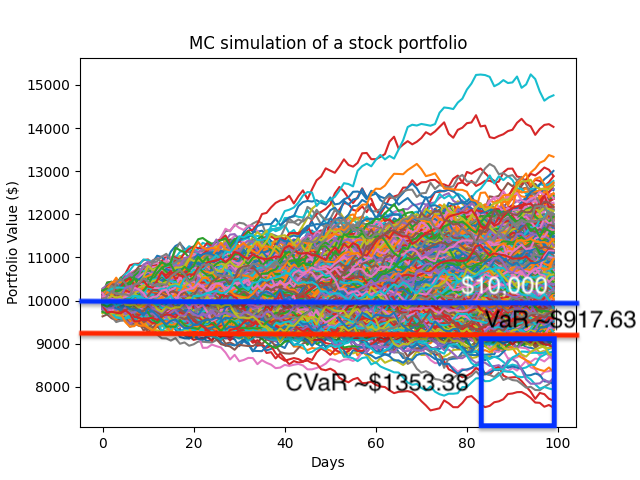 MC simulation of a stock portfolio
Portfolio Value ($)
15000
14000
13000
12000
11000
10000
9000
8000
$10,000
VaR ~$917.63
CVaR ~$1353.38
0 20 40 60 80 100
Days